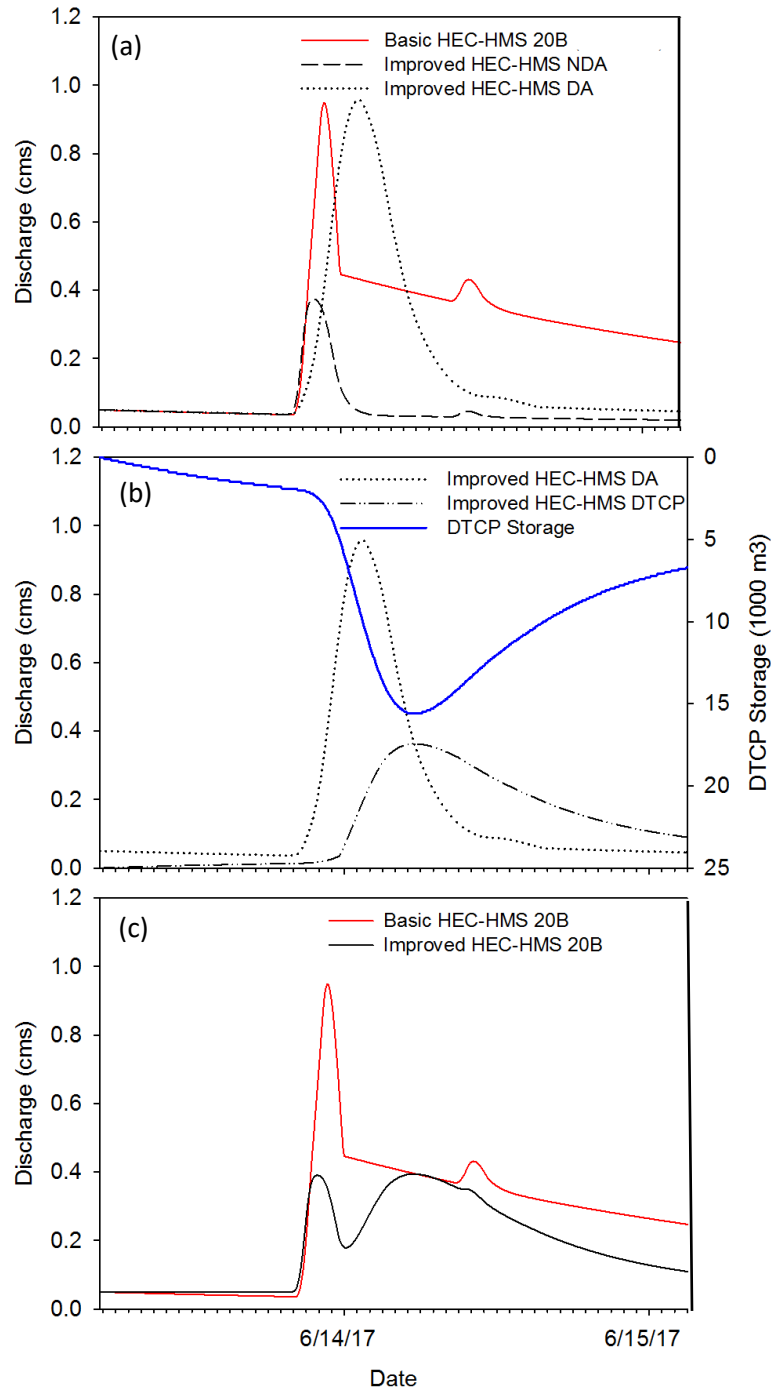 (a)
Basic HEC-HMS 20B
Improved HEC-HMS NDA
Improved HEC-HMS DA
Discharge (cms)
1.2
1.0
0.8
0.6
0.4
0.2
0.0
(b)
Improved HEC-HMS DA
Improved HEC-HMS DTCP
DTCP Storage
Discharge (cms)
1.2
1.0
0.8
0.6
0.4
0.2
0.0
0
5
10
15
20
25
DTCP Storage (1000 m3)
(c)
Basic HEC-HMS 20B
Improved HEC-HMS 20B
Discharge (cms)
1.2
1.0
0.8
0.6
0.4
0.2
0.0
6/14/17
6/15/17
Date